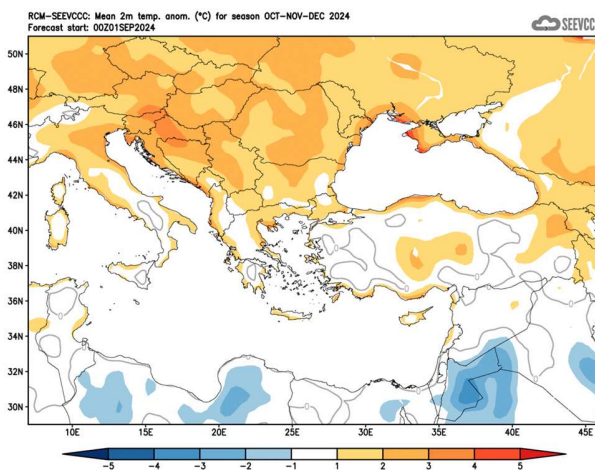 RCM-SEEVCCC: Mean 2m temp. anom. (°C) for season OCT-NOV-DEC 2024
Forecast start: 00Z01SEP2024
SEEVCCC
50N
48N
46N
44N
42N
40N
38N
36N
34N
32N
30N
10E 15E 20E 25E 30E 35E 40E 45E
-5 -4 -3 -2 -1 1 2 3 4 5